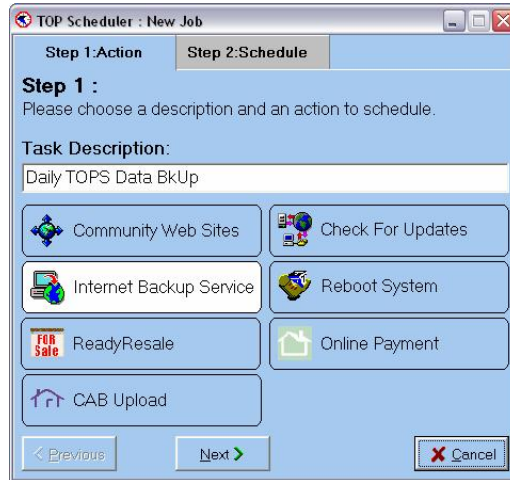 TOP Scheduler : New Job
Step 1:Action
Step 2:Schedule
Step 1 :
Please choose a description and an action to schedule.
Task Description:
Daily TOPS Data BkUp
Community Web Sites
Check For Updates
Internet Backup Service
Reboot System
FOR
Sale
ReadyResale
Online Payment
CAB Upload
< Previous
Next >
X Cancel